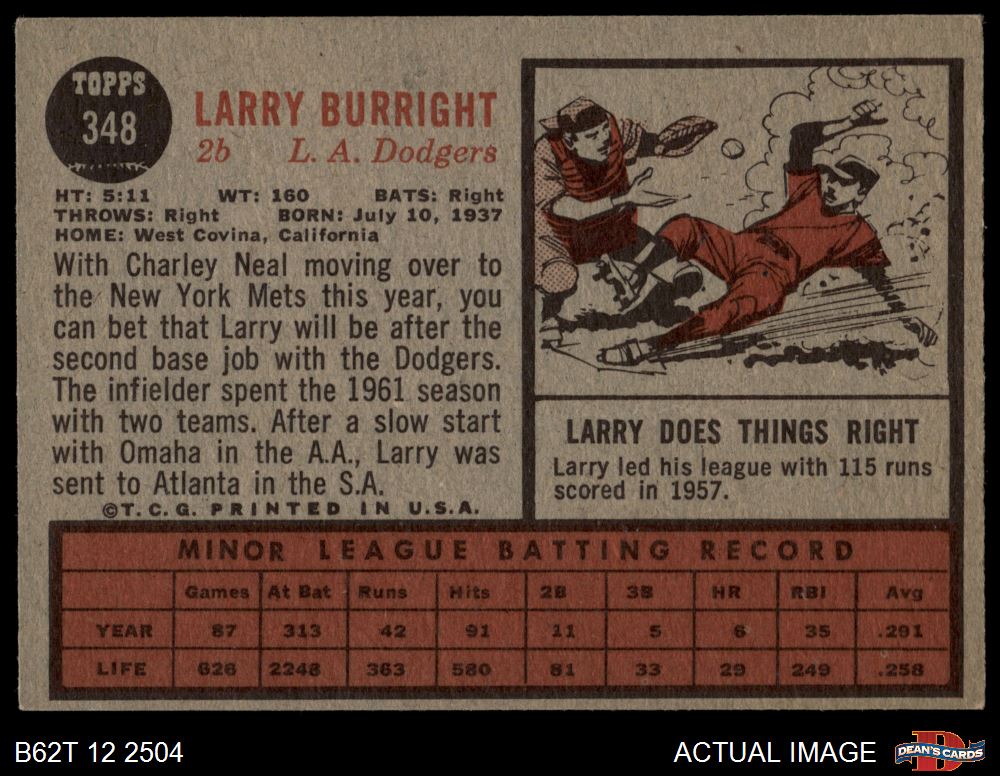 TOPPS
348
LARRY BURRIGHT
2b L. A. Dodgers
HT: 5:11 WT: 160 BATS: Right
THROWS: Right BORN: July 10, 1937
HOME: West Covina, California
With Charley Neal moving over to
the New York Mets this year, you
can bet that Larry will be after the
second base job with the Dodgers.
The infielder spent the 1961 season
with two teams. After a slow start
with Omaha in the A.A., Larry was
sent to Atlanta in the S.A.
©T.C.G. PRINTED IN U.S.A.
LARRY DOES THINGS RIGHT
Larry led his league with 115 runs
scored in 1957.
MINOR LEAGUE BATTING RECORD
Games At Bat Runs Hits 2B 3B HR RBI Avg
YEAR 87 313 42 91 11 5 6 35 .291
LIFE 626 2248 363 580 81 33 29 249 .258
B62T 12 2504
ACTUAL IMAGE
DEAN'S CARDS